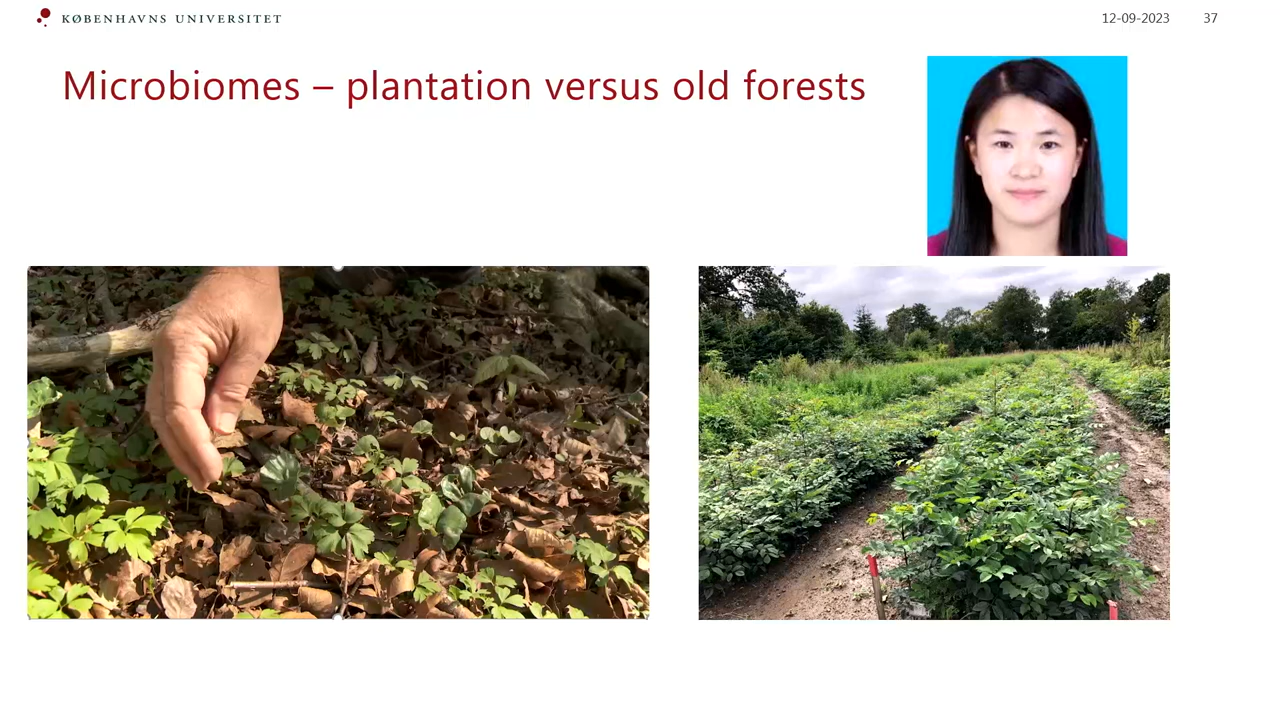 KØBENHAVNS UNIVERSITET
12-09-2023 37
Microbiomes – plantation versus old forests